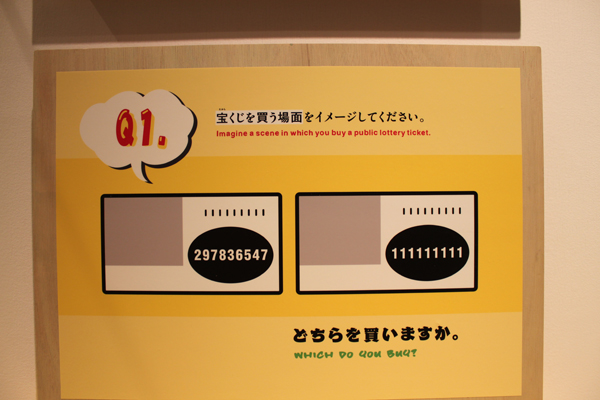 Q1.
宝くじを買う場面をイメージしてください。
Imagine a scene in which you buy a public lottery ticket.
297836547
111111111
どちらを買いますか。
WHICH DO YOU BUY?